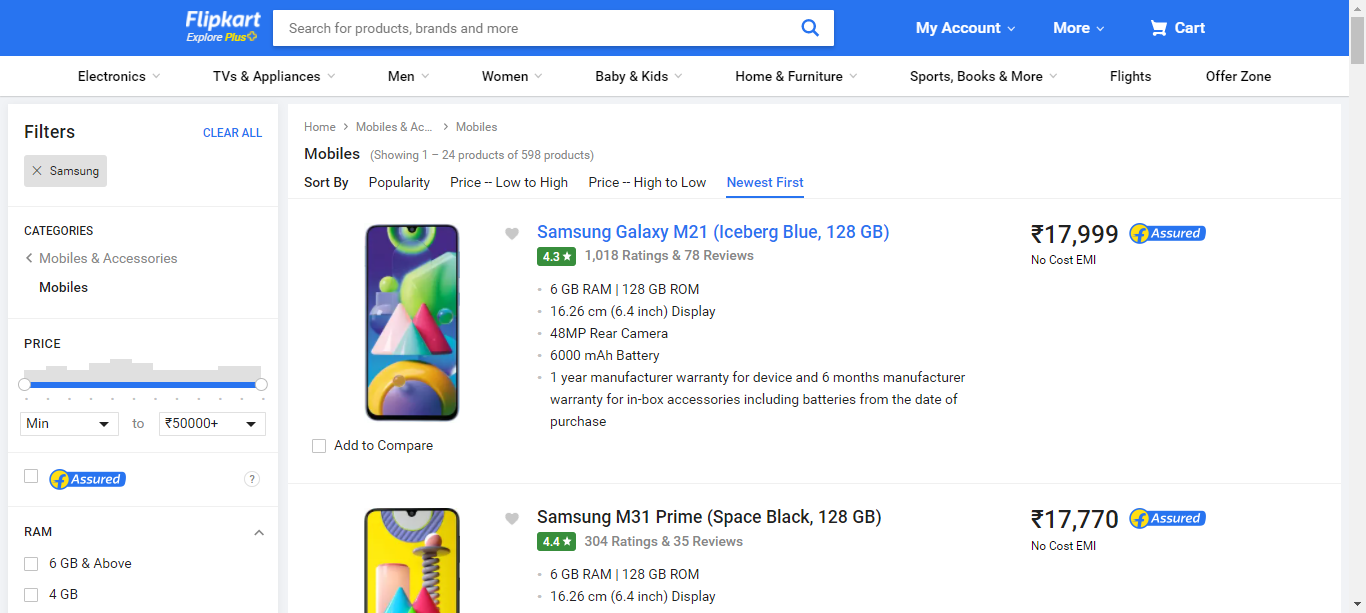 Flipkart
Explore Plus
Search for products, brands and more
My Account
More
Cart
Electronics
TVs & Appliances
Men
Women
Baby & Kids
Home & Furniture
Sports, Books & More
Flights
Offer Zone
Filters
CLEAR ALL
Samsung
CATEGORIES
Mobiles & Accessories
Mobiles
PRICE
Min
to
₹50000+
Assured
?
RAM
6 GB & Above
4 GB
Home > Mobiles & Ac... > Mobiles
Mobiles (Showing 1 – 24 products of 598 products)
Sort By Popularity Price -- Low to High Price -- High to Low Newest First
Samsung Galaxy M21 (Iceberg Blue, 128 GB)
4.3 ★ 1,018 Ratings & 78 Reviews
6 GB RAM | 128 GB ROM
16.26 cm (6.4 inch) Display
48MP Rear Camera
6000 mAh Battery
1 year manufacturer warranty for device and 6 months manufacturer
warranty for in-box accessories including batteries from the date of
purchase
₹17,999 Assured
No Cost EMI
Add to Compare
Samsung M31 Prime (Space Black, 128 GB)
4.4 ★ 304 Ratings & 35 Reviews
6 GB RAM | 128 GB ROM
16.26 cm (6.4 inch) Display
₹17,770 Assured
No Cost EMI